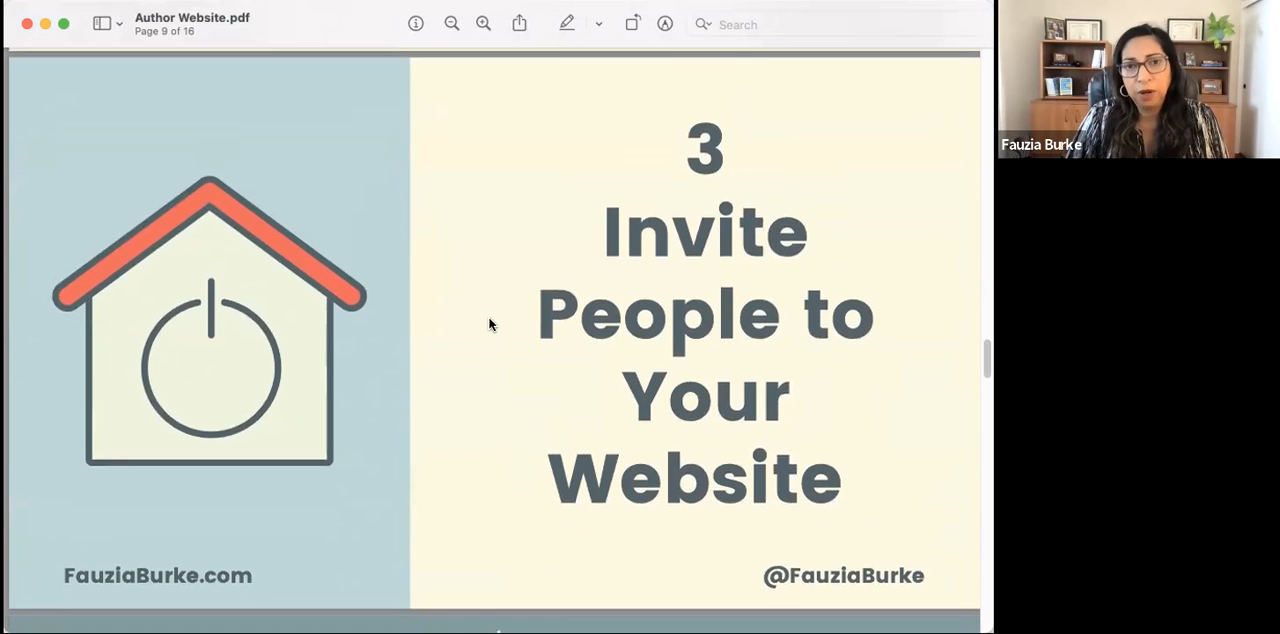 Author Website.pdf
Page 9 of 16
Search
3
Invite
People to
Your
Website
FauziaBurke.com
@FauziaBurke
Fauzia Burke